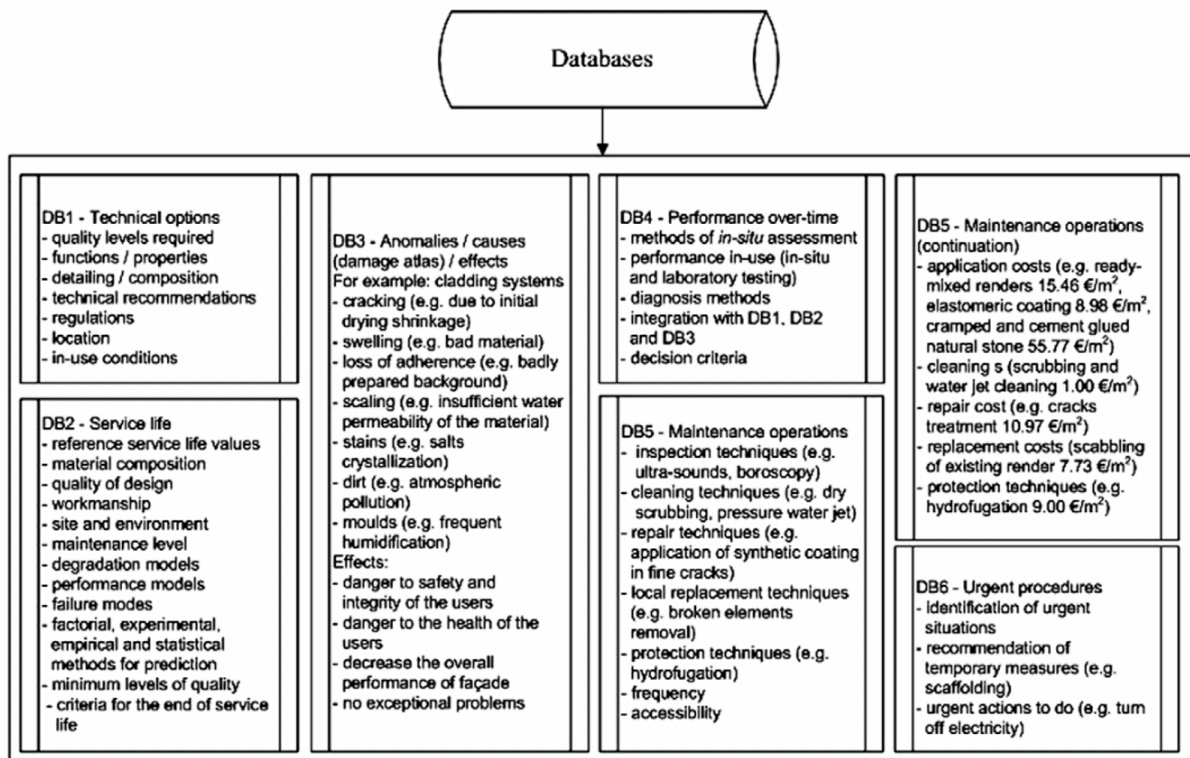 Databases
DB1 - Technical options
- quality levels required
- functions / properties
- detailing / composition
- technical recommendations
- regulations
- location
- in-use conditions
DB2 - Service life
- reference service life values
- material composition
- quality of design
- workmanship
- site and environment
- maintenance level
- degradation models
- performance models
- failure modes
- factorial, experimental,
empirical and statistical
methods for prediction
- minimum levels of quality
- criteria for the end of service
life
DB3 - Anomalies / causes
(damage atlas) / effects
For example: cladding systems
- cracking (e.g. due to initial
drying shrinkage)
- swelling (e.g. bad material)
- loss of adherence (e.g. badly
prepared background)
- scaling (e.g. insufficient water
permeability of the material)
- stains (e.g. salts
crystallization)
- dirt (e.g. atmospheric
pollution)
- moulds (e.g. frequent
humidification)
Effects:
- danger to safety and
integrity of the users
- danger to the health of the
users
- decrease the overall
performance of façade
- no exceptional problems
DB4 - Performance over-time
- methods of in-situ assessment
- performance in-use (in-situ
and laboratory testing)
- diagnosis methods
- integration with DB1, DB2
and DB3
- decision criteria
DB5 - Maintenance operations
- inspection techniques (e.g.
ultra-sounds, boroscopy)
- cleaning techniques (e.g. dry
scrubbing, pressure water jet)
- repair techniques (e.g.
application of synthetic coating
in fine cracks)
- local replacement techniques
(e.g. broken elements
removal)
- protection techniques (e.g.
hydrofugation)
- frequency
- accessibility
DB5 - Maintenance operations
(continuation)
- application costs (e.g. ready-
mixed renders 15.46 €/m²,
elastomeric coating 8.98 €/m²,
cramped and cement glued
natural stone 55.77 €/m²)
- cleaning s (scrubbing and
water jet cleaning 1.00 €/m²)
- repair cost (e.g. cracks
treatment 10.97 €/m²)
- replacement costs (scabbling
of existing render 7.73 €/m²)
- protection techniques (e.g.
hydrofugation 9.00 €/m²)
DB6 - Urgent procedures
- identification of urgent
situations
- recommendation of
temporary measures (e.g.
scaffolding)
- urgent actions to do (e.g. turn
off electricity)